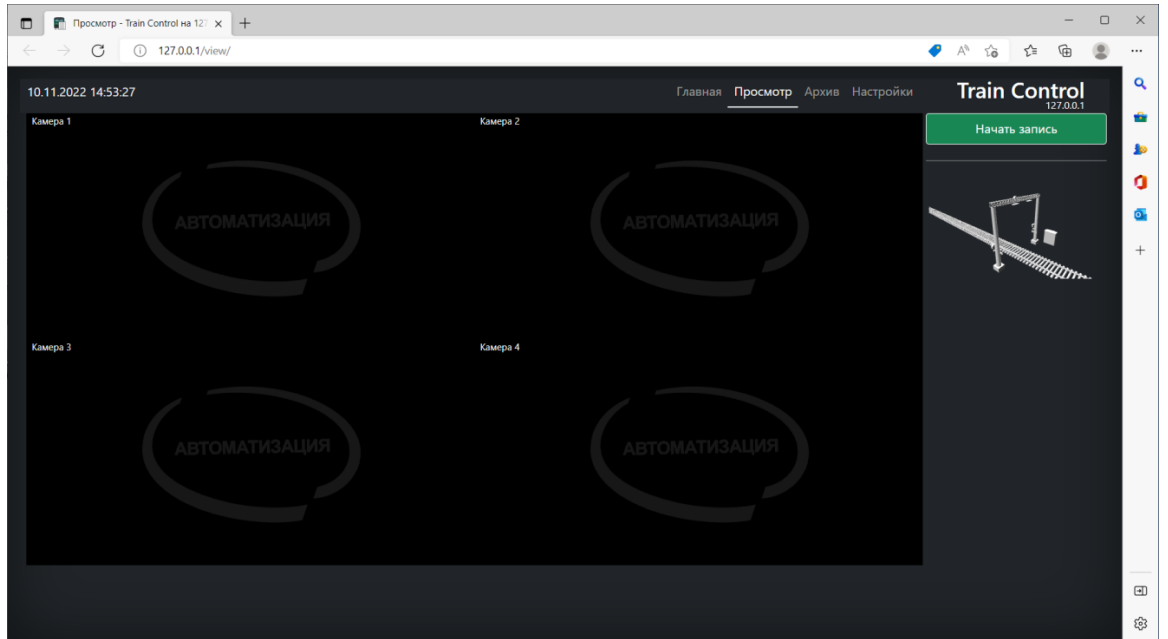 Просмотр - Train Control на 127
127.0.0.1/view/
10.11.2022 14:53:27
Главная Просмотр Архив Настройки
Train Control
127.0.0.1
Начать запись
Камера 1
АВТОМАТИЗАЦИЯ
Камера 2
АВТОМАТИЗАЦИЯ
Камера 3
АВТОМАТИЗАЦИЯ
Камера 4
АВТОМАТИЗАЦИЯ